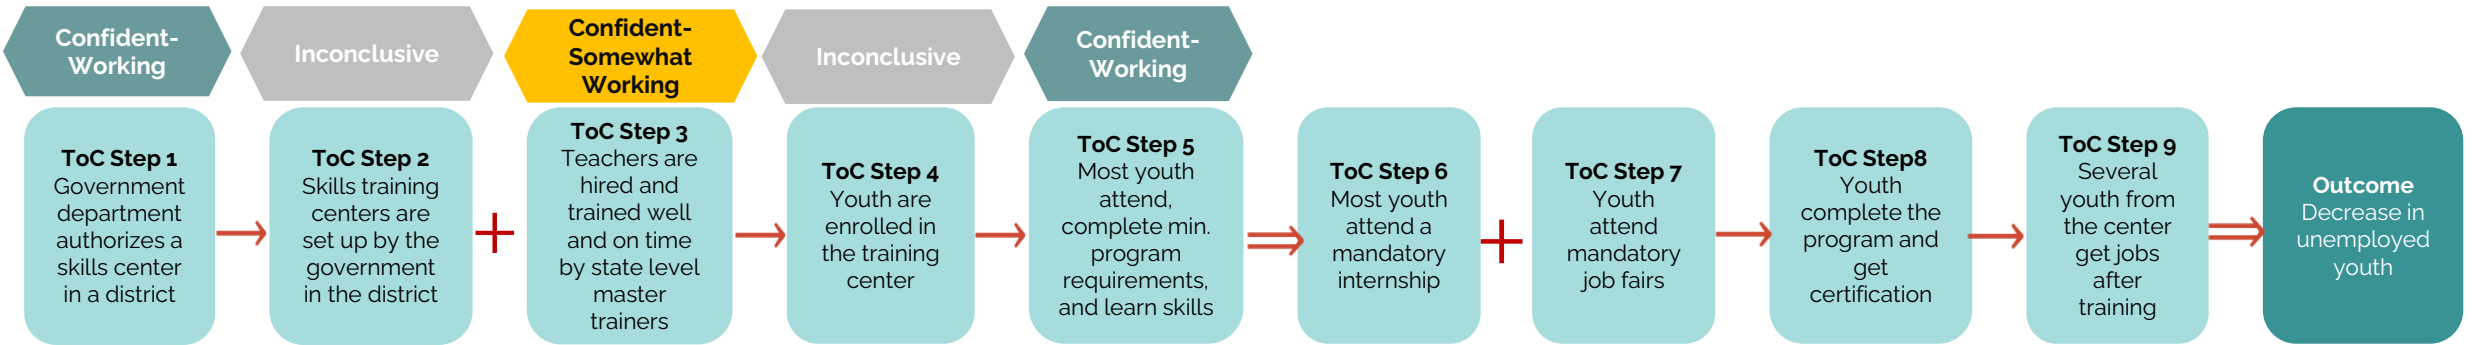 Confident-
Working
Inconclusive
Confident-
Somewhat
Working
Inconclusive
Confident-
Working
ToC Step 1
Government
department
authorizes a
skills center
in a district
ToC Step 2
Skills training
centers are
set up by the
government
in the district
+
ToC Step 3
Teachers are
hired and
trained well
and on time
by state level
master
trainers
ToC Step 4
Youth are
enrolled in
the training
center
ToC Step 5
Most youth
attend,
complete min.
program
requirements,
and learn skills
ToC Step 6
Most youth
attend a
mandatory
internship
+
ToC Step 7
Youth
attend
mandatory
job fairs
ToC Step8
Youth
complete the
program and
get
certification
ToC Step 9
Several
youth from
the center
get jobs
after
training
Outcome
Decrease in
unemployed
youth